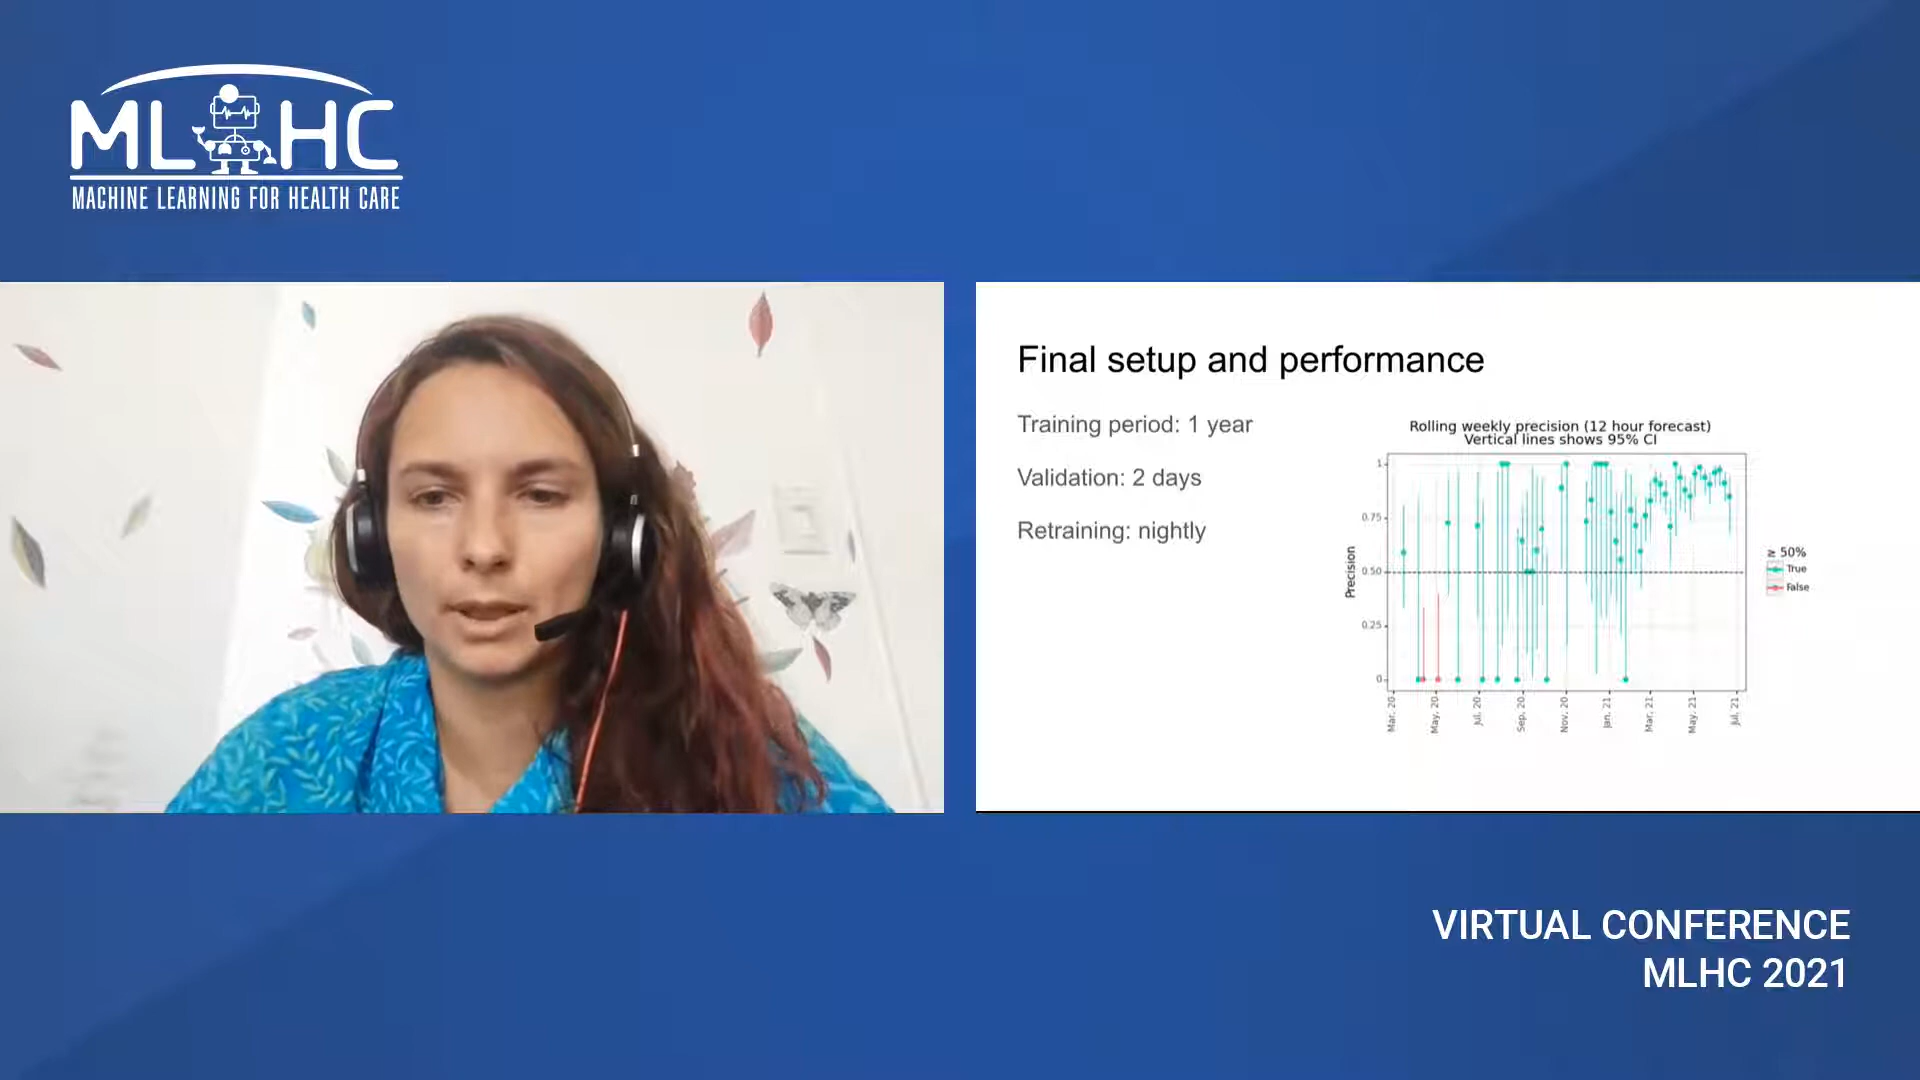 MLHC
MACHINE LEARNING FOR HEALTH CARE
Final setup and performance
Training period: 1 year
Validation: 2 days
Retraining: nightly
Rolling weekly precision (12 hour forecast)
Vertical lines shows 95% CI
Precision
1
0.75
0.50
0.25
0
Mar, 20
May, 20
Jul, 20
Sep, 20
Nov, 20
Jan, 21
Mar, 21
May, 21
Jul, 21
≥ 50%
True
False
VIRTUAL CONFERENCE
MLHC 2021